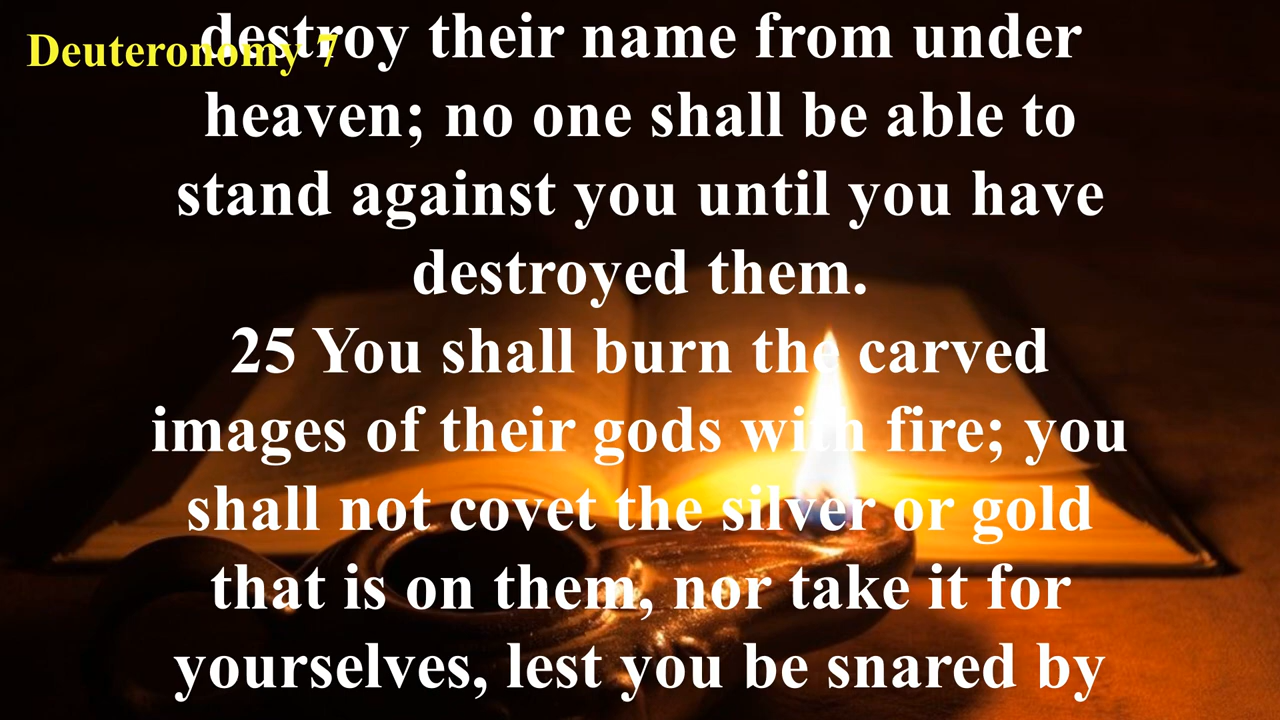 Deuteronomy 7
destroy their name from under
heaven; no one shall be able to
stand against you until you have
destroyed them.
25 You shall burn the carved
images of their gods with fire; you
shall not covet the silver or gold
that is on them, nor take it for
yourselves, lest you be snared by